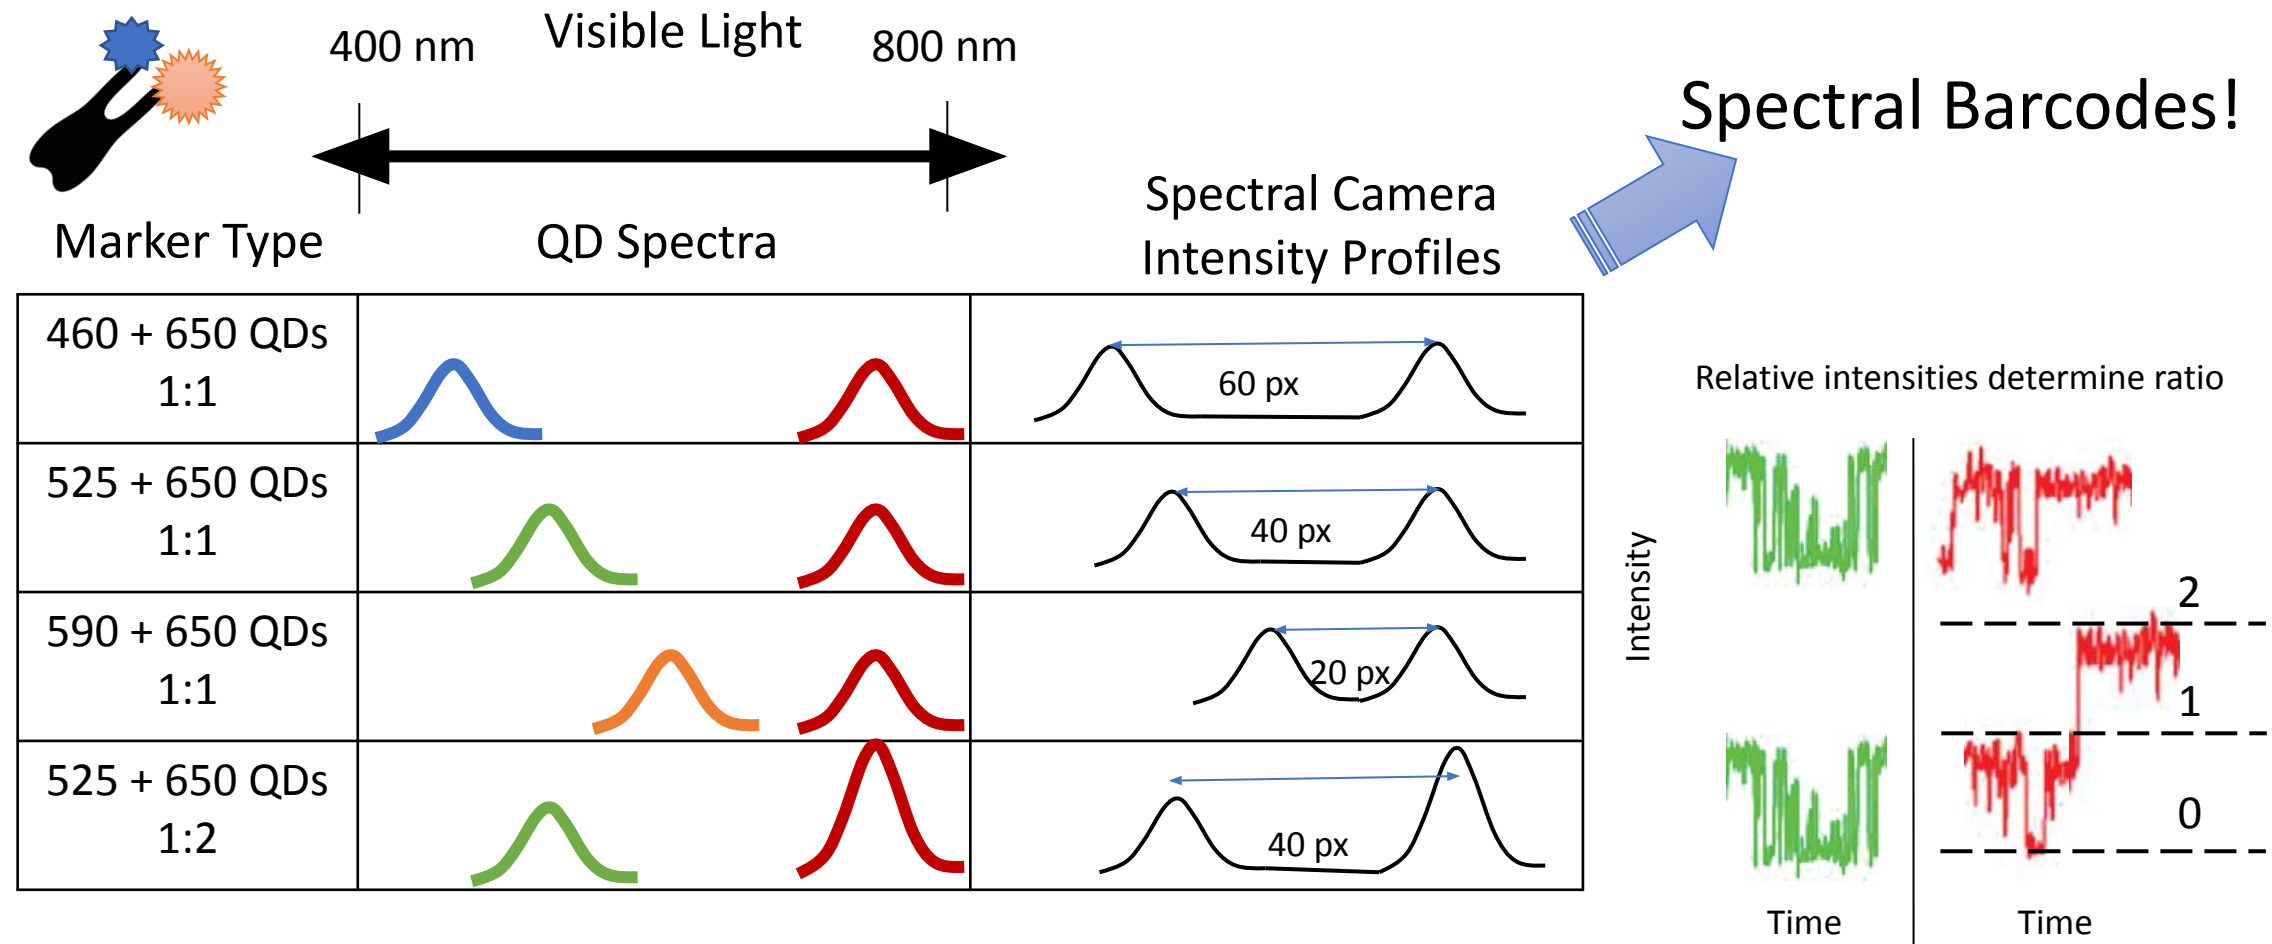 400 nm
Visible Light
800 nm
Spectral Barcodes!
Marker Type
QD Spectra
Spectral Camera
Intensity Profiles
460 + 650 QDs
1:1
60 px
525 + 650 QDs
1:1
40 px
590 + 650 QDs
1:1
20 px
525 + 650 QDs
1:2
40 px
Relative intensities determine ratio
Intensity
2
1
0
Time
Time